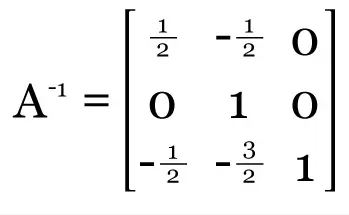 ½ -½ 0
A⁻¹ = 0 1 0
-½ -3/2 1